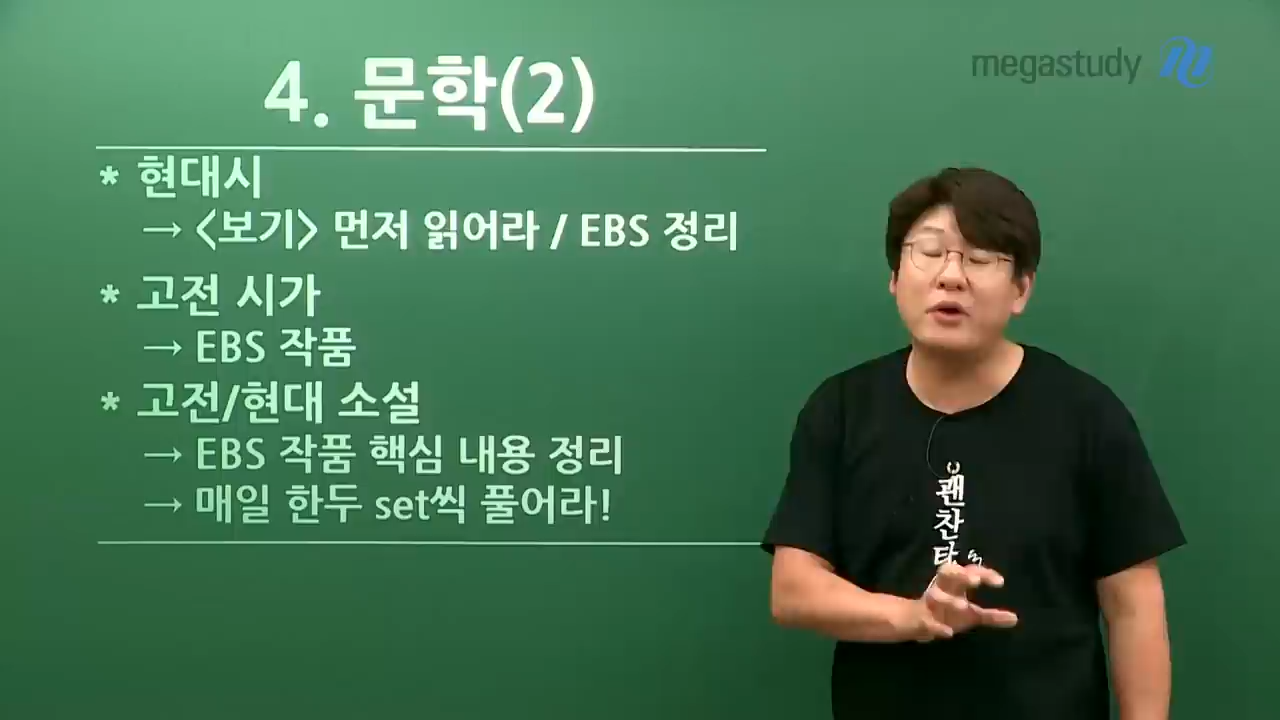 4. 문학(2)
megastudy
* 현대시
→ <보기> 먼저 읽어라 / EBS 정리
* 고전 시가
→ EBS 작품
* 고전/현대 소설
→ EBS 작품 핵심 내용 정리
→ 매일 한두 set씩 풀어라!
괜찬타